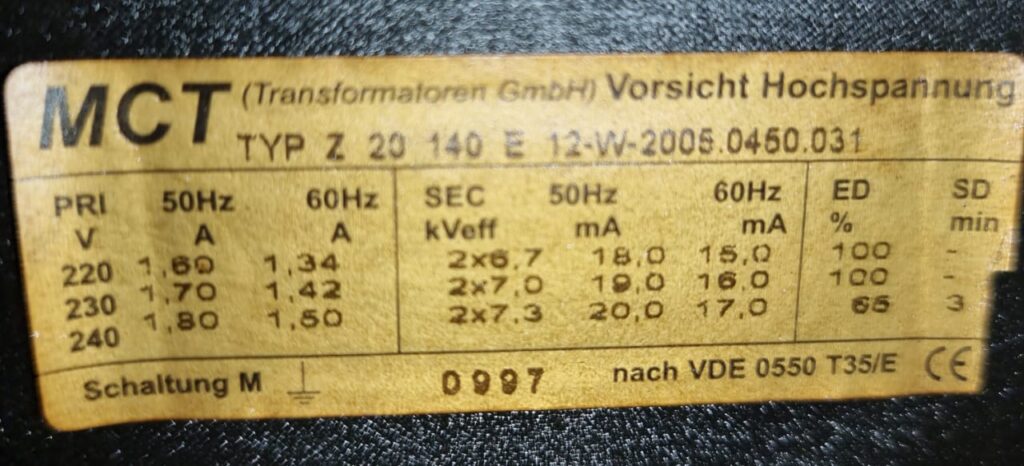 MCT (Transformatoren GmbH) Vorsicht Hochspannung
TYP Z 20 140 E 12-W-2005.0450.031
PRI 50Hz 60Hz SEC 50Hz 60Hz ED SD
V A A kVeff mA mA % min
220 1,60 1,34 2x6,7 18,0 15,0 100 -
230 1,70 1,42 2x7,0 19,0 16,0 100 -
240 1,80 1,50 2x7,3 20,0 17,0 65 3
Schaltung M 0997 nach VDE 0550 T35/E CE